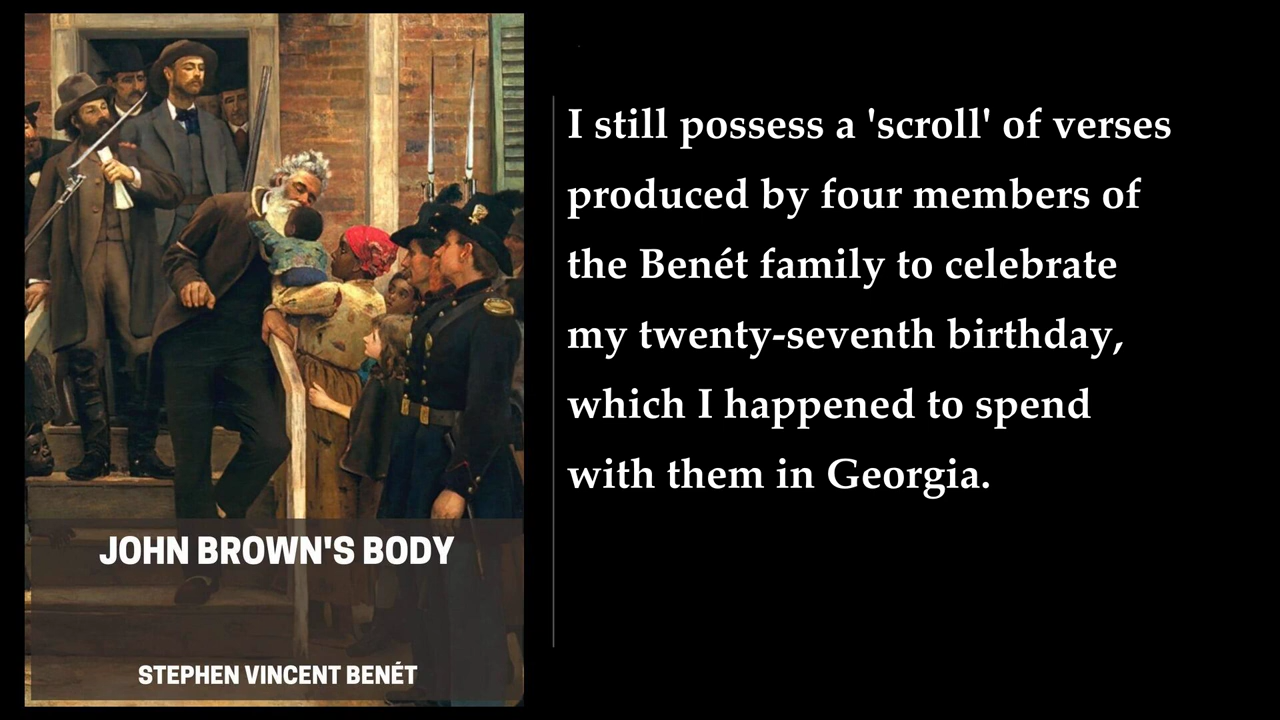 JOHN BROWN'S BODY
STEPHEN VINCENT BENÉT
I still possess a 'scroll' of verses
produced by four members of
the Benét family to celebrate
my twenty-seventh birthday,
which I happened to spend
with them in Georgia.